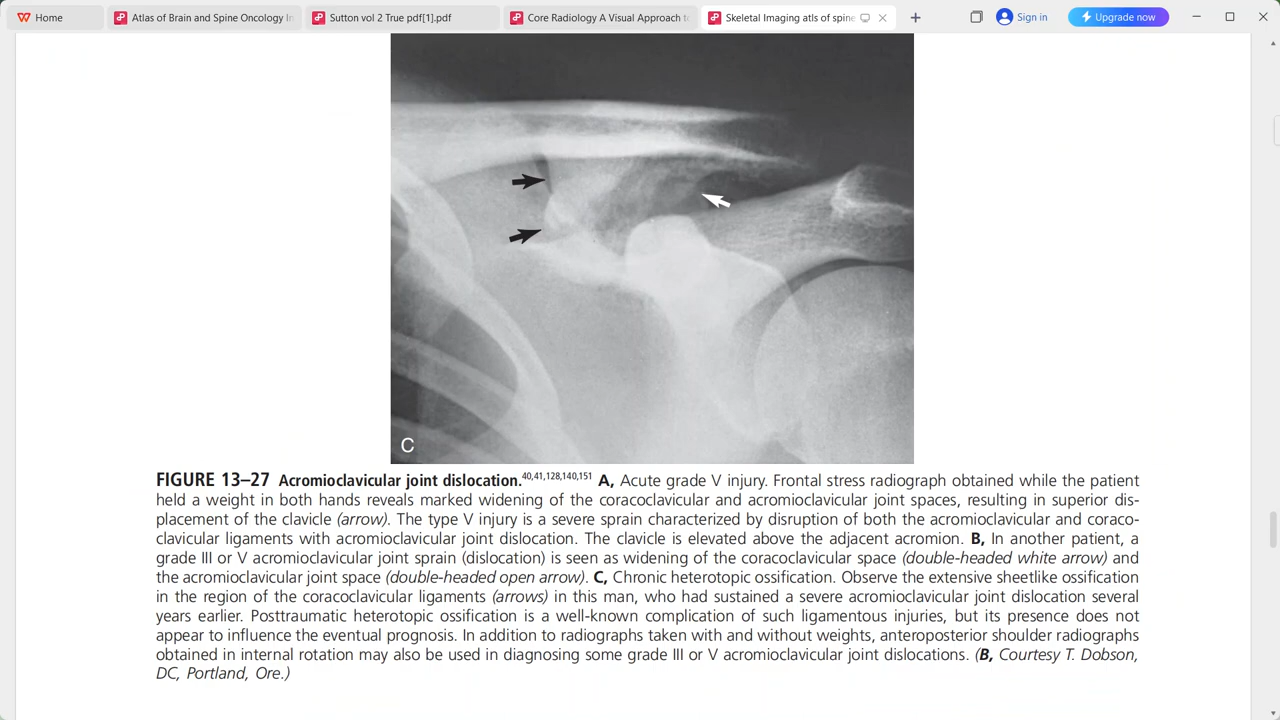 Home
Atlas of Brain and Spine Oncology I
Sutton vol 2 True pdf[1].pdf
Core Radiology A Visual Approach t
Skeletal Imaging atls of spine
Sign in
Upgrade now
C
FIGURE 13–27 Acromioclavicular joint dislocation.40,41,128,140,151 A, Acute grade V injury. Frontal stress radiograph obtained while the patient
held a weight in both hands reveals marked widening of the coracoclavicular and acromioclavicular joint spaces, resulting in superior dis-
placement of the clavicle (arrow). The type V injury is a severe sprain characterized by disruption of both the acromioclavicular and coraco-
clavicular ligaments with acromioclavicular joint dislocation. The clavicle is elevated above the adjacent acromion. B, In another patient, a
grade III or V acromioclavicular joint sprain (dislocation) is seen as widening of the coracoclavicular space (double-headed white arrow) and
the acromioclavicular joint space (double-headed open arrow). C, Chronic heterotopic ossification. Observe the extensive sheetlike ossification
in the region of the coracoclavicular ligaments (arrows) in this man, who had sustained a severe acromioclavicular joint dislocation several
years earlier. Posttraumatic heterotopic ossification is a well-known complication of such ligamentous injuries, but its presence does not
appear to influence the eventual prognosis. In addition to radiographs taken with and without weights, anteroposterior shoulder radiographs
obtained in internal rotation may also be used in diagnosing some grade III or V acromioclavicular joint dislocations. (B, Courtesy T. Dobson,
DC, Portland, Ore.)